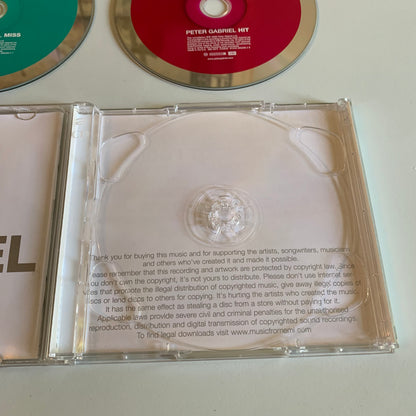 L MISS
PETER GABRIEL HIT
EL
Thank you for buying this music and for supporting the artists, songwriters, musicians
and others who've created it and made it possible.
Please remember that this recording and artwork are protected by copyright law. Since
you don't own the copyright, it's not yours to distribute. Please don't use internet
that promote the illegal distribution of copyrighted music, give away illegal copies of
discs or lend discs to others for copying. It's hurting the artists who created the music.
It has the same effect as stealing a disc from a store without paying for it.
Applicable laws provide severe civil and criminal penalties for the unauthorised
reproduction, distribution and digital transmission of copyrighted sound recordings.
To find legal downloads visit www.musicfromemi.com